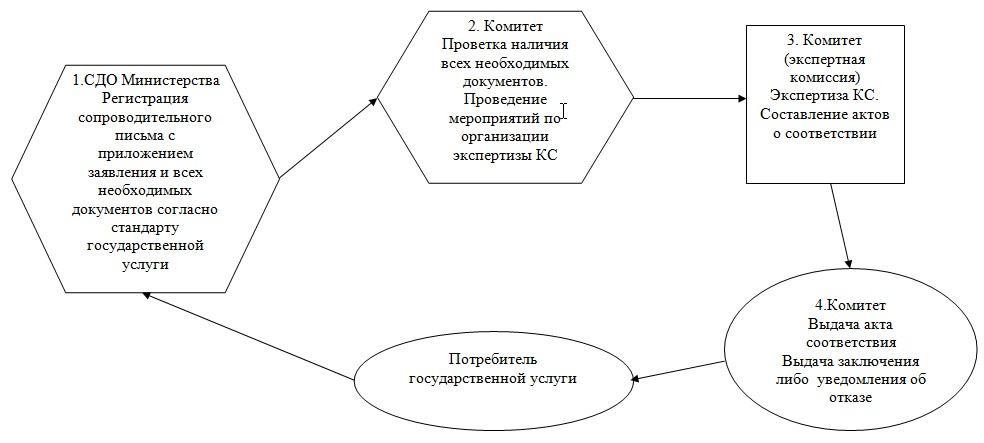 1.СДО Министерства
Регистрация
сопроводительного
письма с
приложением
заявления и всех
необходимых
документов согласно
стандарту
государственной
услуги
2. Комитет
Проветка наличия
всех необходимых
документов.
Проведение
мероприятий по
организации
экспертизы КС
3. Комитет
(экспертная
комиссия)
Экспертиза КС.
Составление актов
о соответствии
4.Комитет
Выдача акта
соответствия
Выдача заключения
либо уведомления об
отказе
Потребитель
государственной услуги